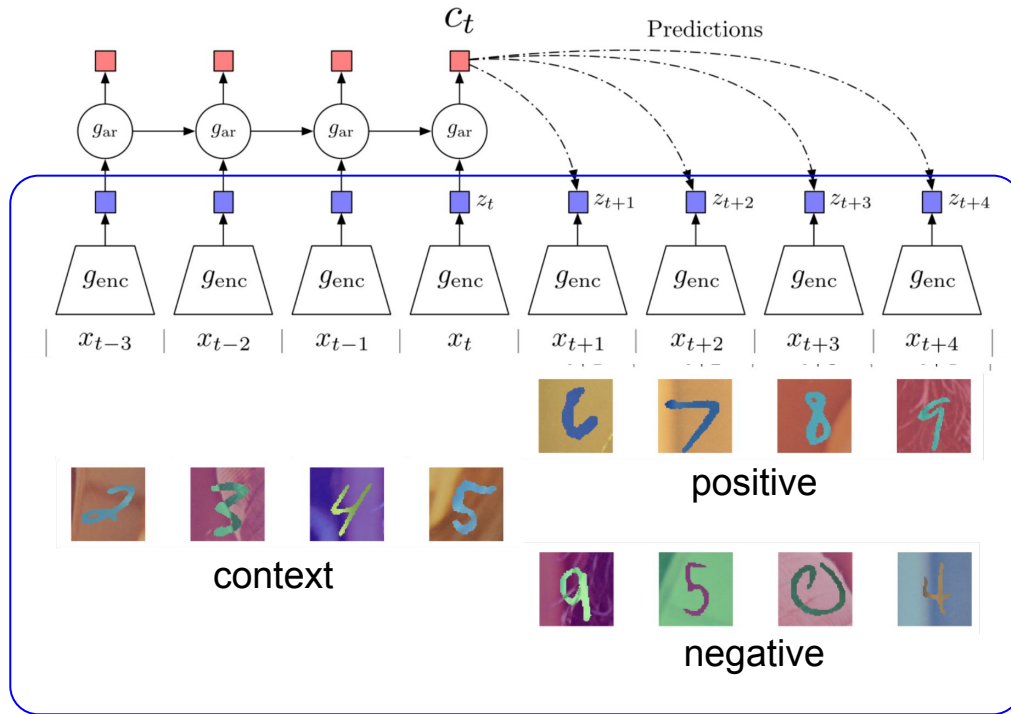 c_t
Predictions
g_ar g_ar g_ar g_ar
z_t z_{t+1} z_{t+2} z_{t+3} z_{t+4}
g_enc g_enc g_enc g_enc g_enc g_enc g_enc g_enc
| x_{t−3} | x_{t−2} | x_{t−1} | x_t | x_{t+1} | x_{t+2} | x_{t+3} | x_{t+4} |
6 7 8 9
positive
2 3 4 5
context
9 5 0 4
negative